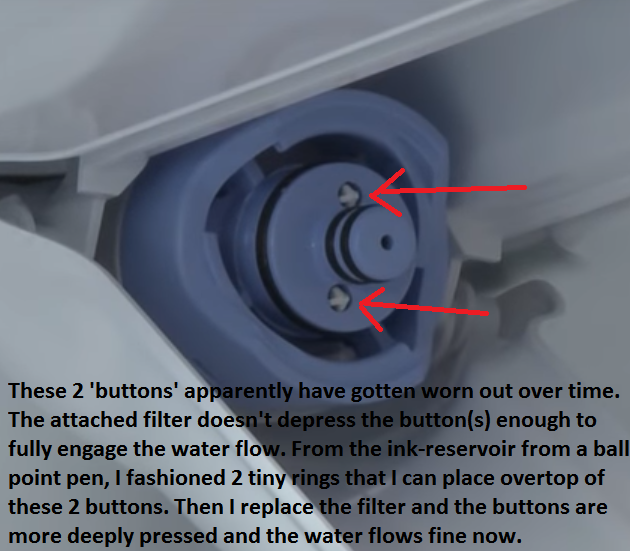 These 2 'buttons' apparently have gotten worn out over time.
The attached filter doesn't depress the button(s) enough to
fully engage the water flow. From the ink-reservoir from a ball
point pen, I fashioned 2 tiny rings that I can place overtop of
these 2 buttons. Then I replace the filter and the buttons are
more deeply pressed and the water flows fine now.